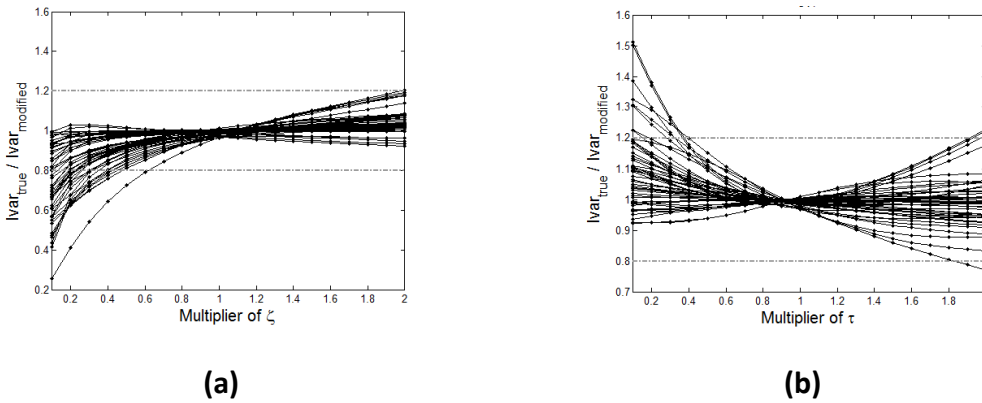 1.6
1.4
1.2
1
0.8
0.6
0.4
0.2
Ivar_true / Ivar_modified
0.2 0.4 0.6 0.8 1 1.2 1.4 1.6 1.8 2
Multiplier of ζ
(a)
1.6
1.5
1.4
1.3
1.2
1.1
1
0.9
0.8
0.7
Ivar_true / Ivar_modified
0.2 0.4 0.6 0.8 1 1.2 1.4 1.6 1.8
Multiplier of τ
(b)